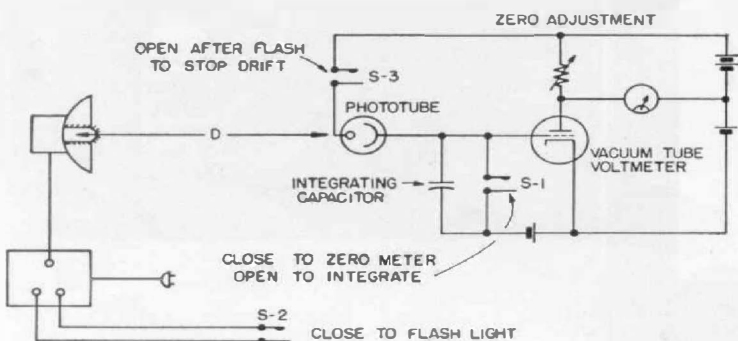 ZERO ADJUSTMENT
OPEN AFTER FLASH
TO STOP DRIFT
S-3
PHOTOTUBE
D
INTEGRATING
CAPACITOR
S-1
VACUUM TUBE
VOLTMETER
CLOSE TO ZERO METER
OPEN TO INTEGRATE
S-2
CLOSE TO FLASH LIGHT